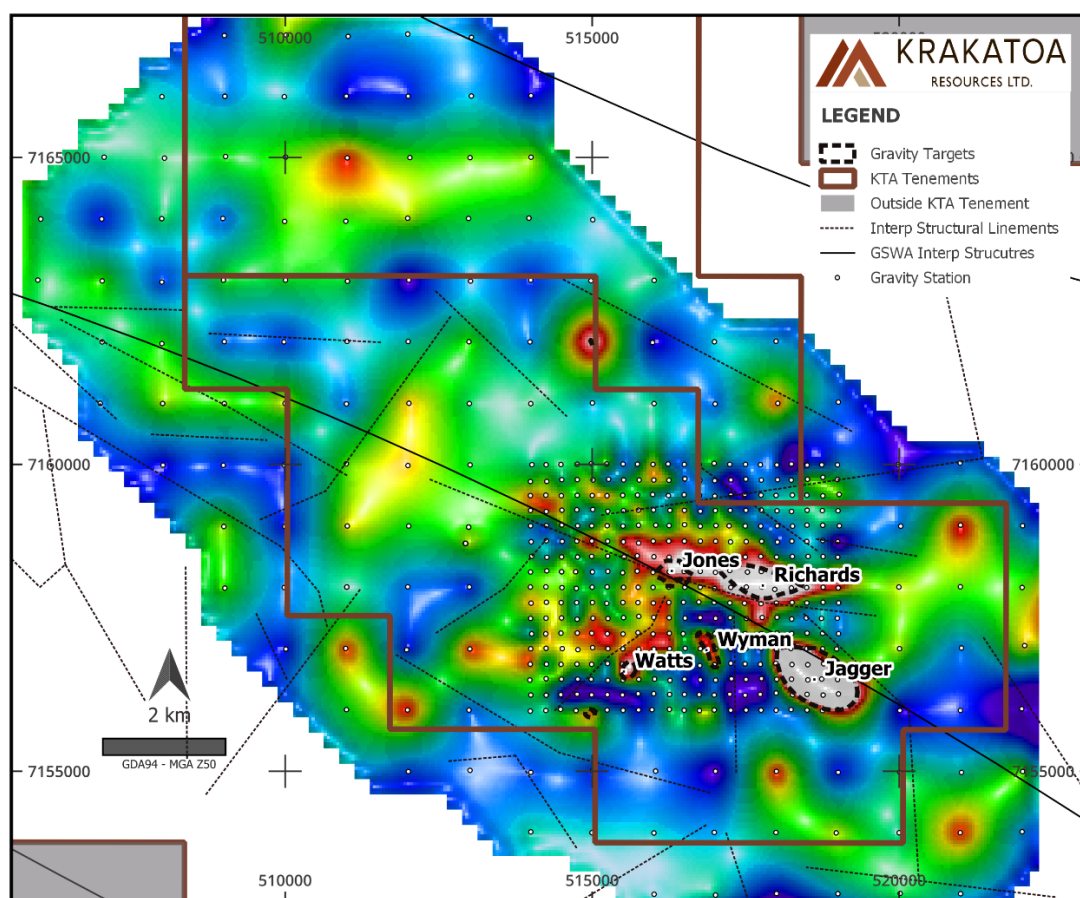 510000
515000
KRAKATOA
RESOURCES LTD.
LEGEND
Gravity Targets
KTA Tenements
Outside KTA Tenement
Interp Structural Linements
GSWA Interp Strucutres
Gravity Station
7165000
7160000
7160000
Jones
Richards
Wyman
Watts
Jagger
2 km
GDA94 - MGA Z50
7155000
7155000
510000
515000
520000